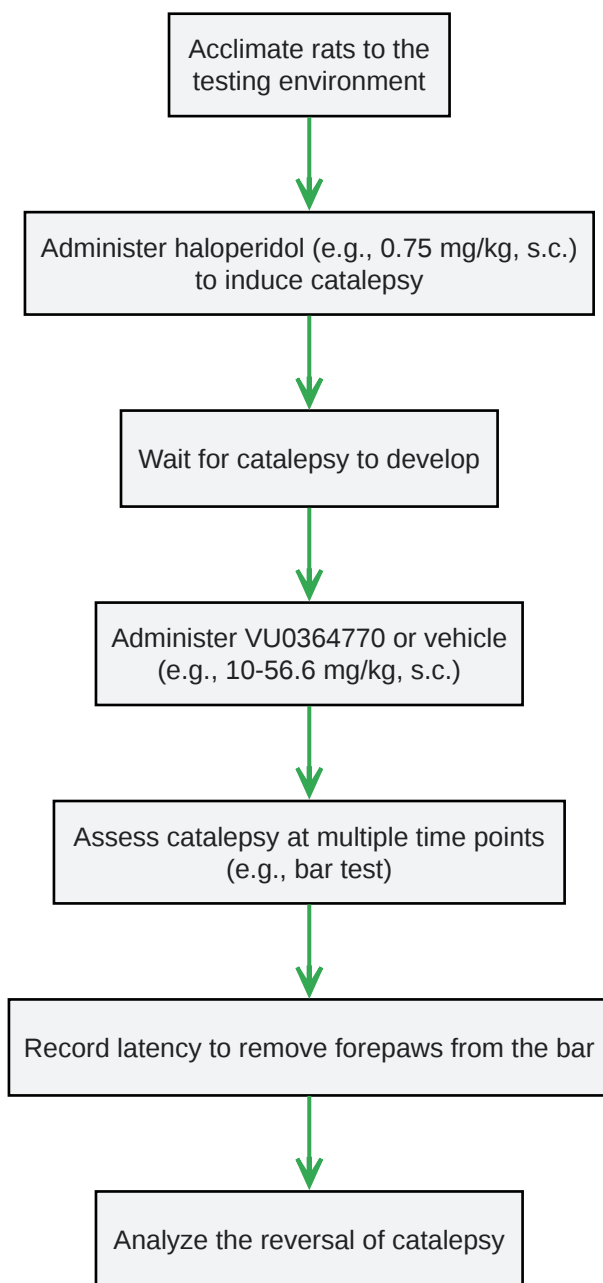 Acclimate rats to the
testing environment
Administer haloperidol (e.g., 0.75 mg/kg, s.c.)
to induce catalepsy
Wait for catalepsy to develop
Administer VU0364770 or vehicle
(e.g., 10-56.6 mg/kg, s.c.)
Assess catalepsy at multiple time points
(e.g., bar test)
Record latency to remove forepaws from the bar
Analyze the reversal of catalepsy